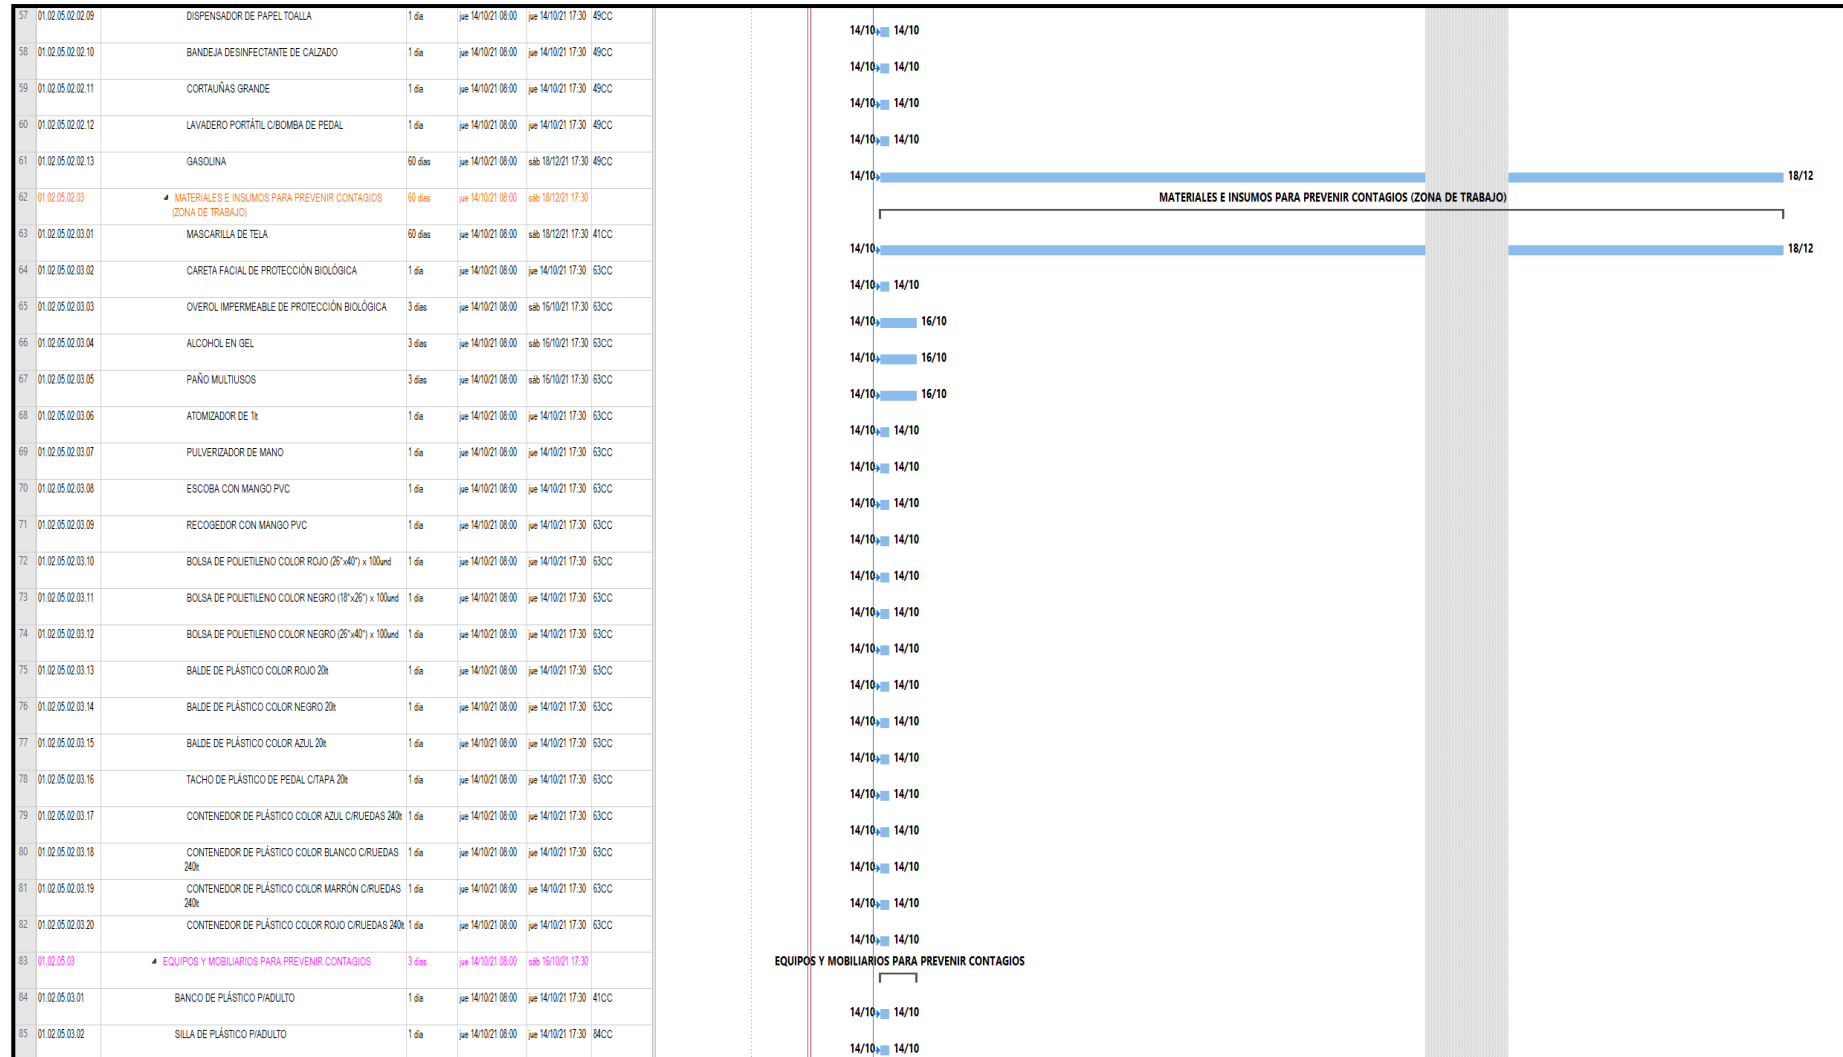 57 01.02.05.02.02.09 DISPENSADOR DE PAPEL TOALLA 1 día jue 14/10/21 08:00 jue 14/10/21 17:30 49CC
14/10 14/10
58 01.02.05.02.02.10 BANDEJA DESINFECTANTE DE CALZADO 1 día jue 14/10/21 08:00 jue 14/10/21 17:30 49CC
14/10 14/10
59 01.02.05.02.02.11 CORTAUÑAS GRANDE 1 día jue 14/10/21 08:00 jue 14/10/21 17:30 49CC
14/10 14/10
60 01.02.05.02.02.12 LAVADERO PORTÁTIL C/BOMBA DE PEDAL 1 día jue 14/10/21 08:00 jue 14/10/21 17:30 49CC
14/10 14/10
61 01.02.05.02.02.13 GASOLINA 60 días jue 14/10/21 08:00 sáb 18/12/21 17:30 49CC
14/10 18/12
62 01.02.05.02.03 MATERIALES E INSUMOS PARA PREVENIR CONTAGIOS 60 días jue 14/10/21 08:00 sáb 18/12/21 17:30 MATERIALES E INSUMOS PARA PREVENIR CONTAGIOS (ZONA DE TRABAJO)
(ZONA DE TRABAJO)
63 01.02.05.02.03.01 MASCARILLA DE TELA 60 días jue 14/10/21 08:00 sáb 18/12/21 17:30 41CC
14/10 18/12
64 01.02.05.02.03.02 CARETA FACIAL DE PROTECCIÓN BIOLÓGICA 1 día jue 14/10/21 08:00 jue 14/10/21 17:30 63CC
14/10 14/10
65 01.02.05.02.03.03 OVEROL IMPERMEABLE DE PROTECCIÓN BIOLÓGICA 3 días jue 14/10/21 08:00 sáb 16/10/21 17:30 63CC
14/10 16/10
66 01.02.05.02.03.04 ALCOHOL EN GEL 3 días jue 14/10/21 08:00 sáb 16/10/21 17:30 63CC
14/10 16/10
67 01.02.05.02.03.05 PAÑO MULTIUSOS 3 días jue 14/10/21 08:00 sáb 16/10/21 17:30 63CC
14/10 16/10
68 01.02.05.02.03.06 ATOMIZADOR DE 1lt 1 día jue 14/10/21 08:00 jue 14/10/21 17:30 63CC
14/10 14/10
69 01.02.05.02.03.07 PULVERIZADOR DE MANO 1 día jue 14/10/21 08:00 jue 14/10/21 17:30 63CC
14/10 14/10
70 01.02.05.02.03.08 ESCOBA CON MANGO PVC 1 día jue 14/10/21 08:00 jue 14/10/21 17:30 63CC
14/10 14/10
71 01.02.05.02.03.09 RECOGEDOR CON MANGO PVC 1 día jue 14/10/21 08:00 jue 14/10/21 17:30 63CC
14/10 14/10
72 01.02.05.02.03.10 BOLSA DE POLIETILENO COLOR ROJO (26"x40") x 100und 1 día jue 14/10/21 08:00 jue 14/10/21 17:30 63CC
14/10 14/10
73 01.02.05.02.03.11 BOLSA DE POLIETILENO COLOR NEGRO (18"x26") x 100und 1 día jue 14/10/21 08:00 jue 14/10/21 17:30 63CC
14/10 14/10
74 01.02.05.02.03.12 BOLSA DE POLIETILENO COLOR NEGRO (26"x40") x 100und 1 día jue 14/10/21 08:00 jue 14/10/21 17:30 63CC
14/10 14/10
75 01.02.05.02.03.13 BALDE DE PLÁSTICO COLOR ROJO 20lt 1 día jue 14/10/21 08:00 jue 14/10/21 17:30 63CC
14/10 14/10
76 01.02.05.02.03.14 BALDE DE PLÁSTICO COLOR NEGRO 20lt 1 día jue 14/10/21 08:00 jue 14/10/21 17:30 63CC
14/10 14/10
77 01.02.05.02.03.15 BALDE DE PLÁSTICO COLOR AZUL 20lt 1 día jue 14/10/21 08:00 jue 14/10/21 17:30 63CC
14/10 14/10
78 01.02.05.02.03.16 TACHO DE PLÁSTICO DE PEDAL C/TAPA 20lt 1 día jue 14/10/21 08:00 jue 14/10/21 17:30 63CC
14/10 14/10
79 01.02.05.02.03.17 CONTENEDOR DE PLÁSTICO COLOR AZUL C/RUEDAS 240lt 1 día jue 14/10/21 08:00 jue 14/10/21 17:30 63CC
14/10 14/10
80 01.02.05.02.03.18 CONTENEDOR DE PLÁSTICO COLOR BLANCO C/RUEDAS 1 día jue 14/10/21 08:00 jue 14/10/21 17:30 63CC
240lt 14/10 14/10
81 01.02.05.02.03.19 CONTENEDOR DE PLÁSTICO COLOR MARRÓN C/RUEDAS 1 día jue 14/10/21 08:00 jue 14/10/21 17:30 63CC
240lt 14/10 14/10
82 01.02.05.02.03.20 CONTENEDOR DE PLÁSTICO COLOR ROJO C/RUEDAS 240lt 1 día jue 14/10/21 08:00 jue 14/10/21 17:30 63CC
14/10 14/10
83 01.02.05.03 EQUIPOS Y MOBILIARIOS PARA PREVENIR CONTAGIOS 3 días jue 14/10/21 08:00 sáb 16/10/21 17:30 EQUIPOS Y MOBILIARIOS PARA PREVENIR CONTAGIOS
84 01.02.05.03.01 BANCO DE PLÁSTICO P/ADULTO 1 día jue 14/10/21 08:00 jue 14/10/21 17:30 41CC
14/10 14/10
85 01.02.05.03.02 SILLA DE PLÁSTICO P/ADULTO 1 día jue 14/10/21 08:00 jue 14/10/21 17:30 84CC
14/10 14/10